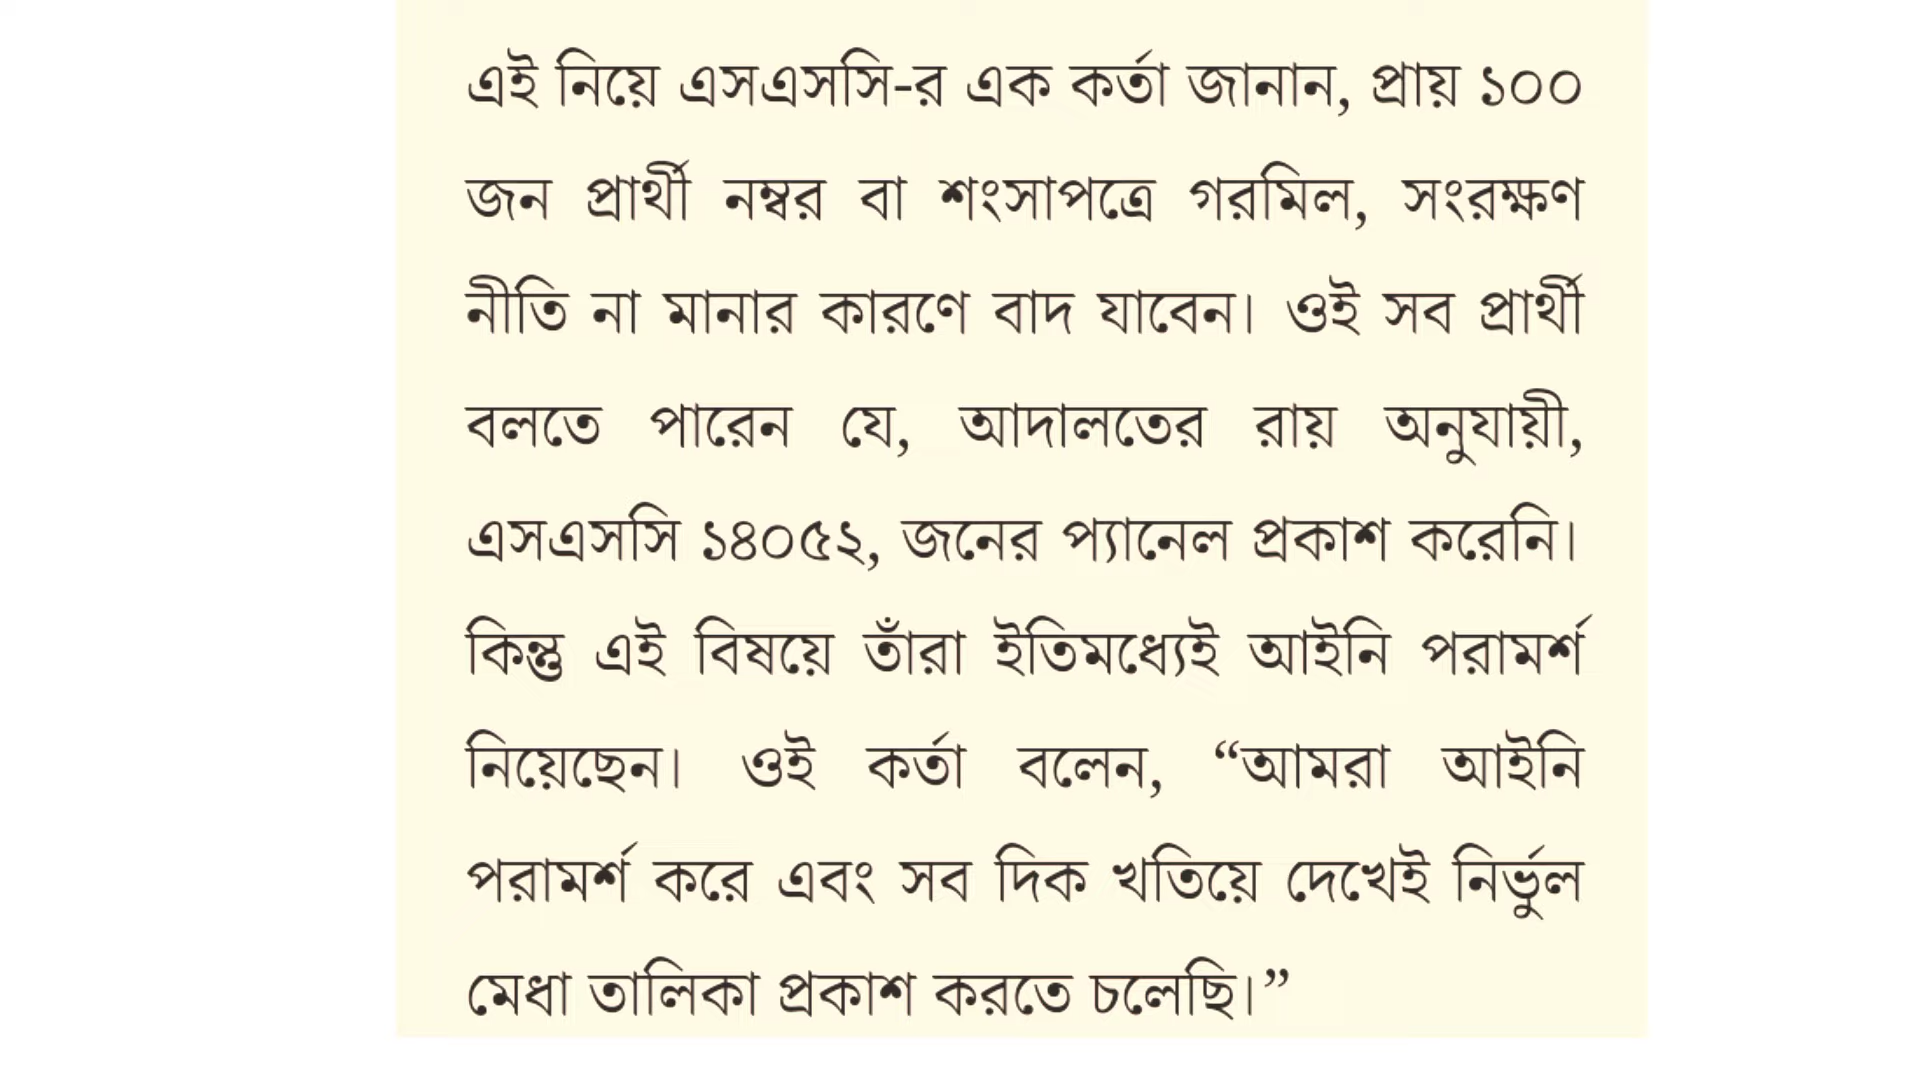 এই নিয়ে এসএসসি-র এক কর্তা জানান, প্রায় ১০০
জন প্রার্থী নম্বর বা শংসাপত্রে গরমিল, সংরক্ষণ
নীতি না মানার কারণে বাদ যাবেন। ওই সব প্রার্থী
বলতে পারেন যে, আদালতের রায় অনুযায়ী,
এসএসসি ১৪০৫২, জনের প্যানেল প্রকাশ করেনি।
কিন্তু এই বিষয়ে তাঁরা ইতিমধ্যেই আইনি পরামর্শ
নিয়েছেন। ওই কর্তা বলেন, “আমরা আইনি
পরামর্শ করে এবং সব দিক খতিয়ে দেখেই নির্ভুল
মেধা তালিকা প্রকাশ করতে চলেছি।”